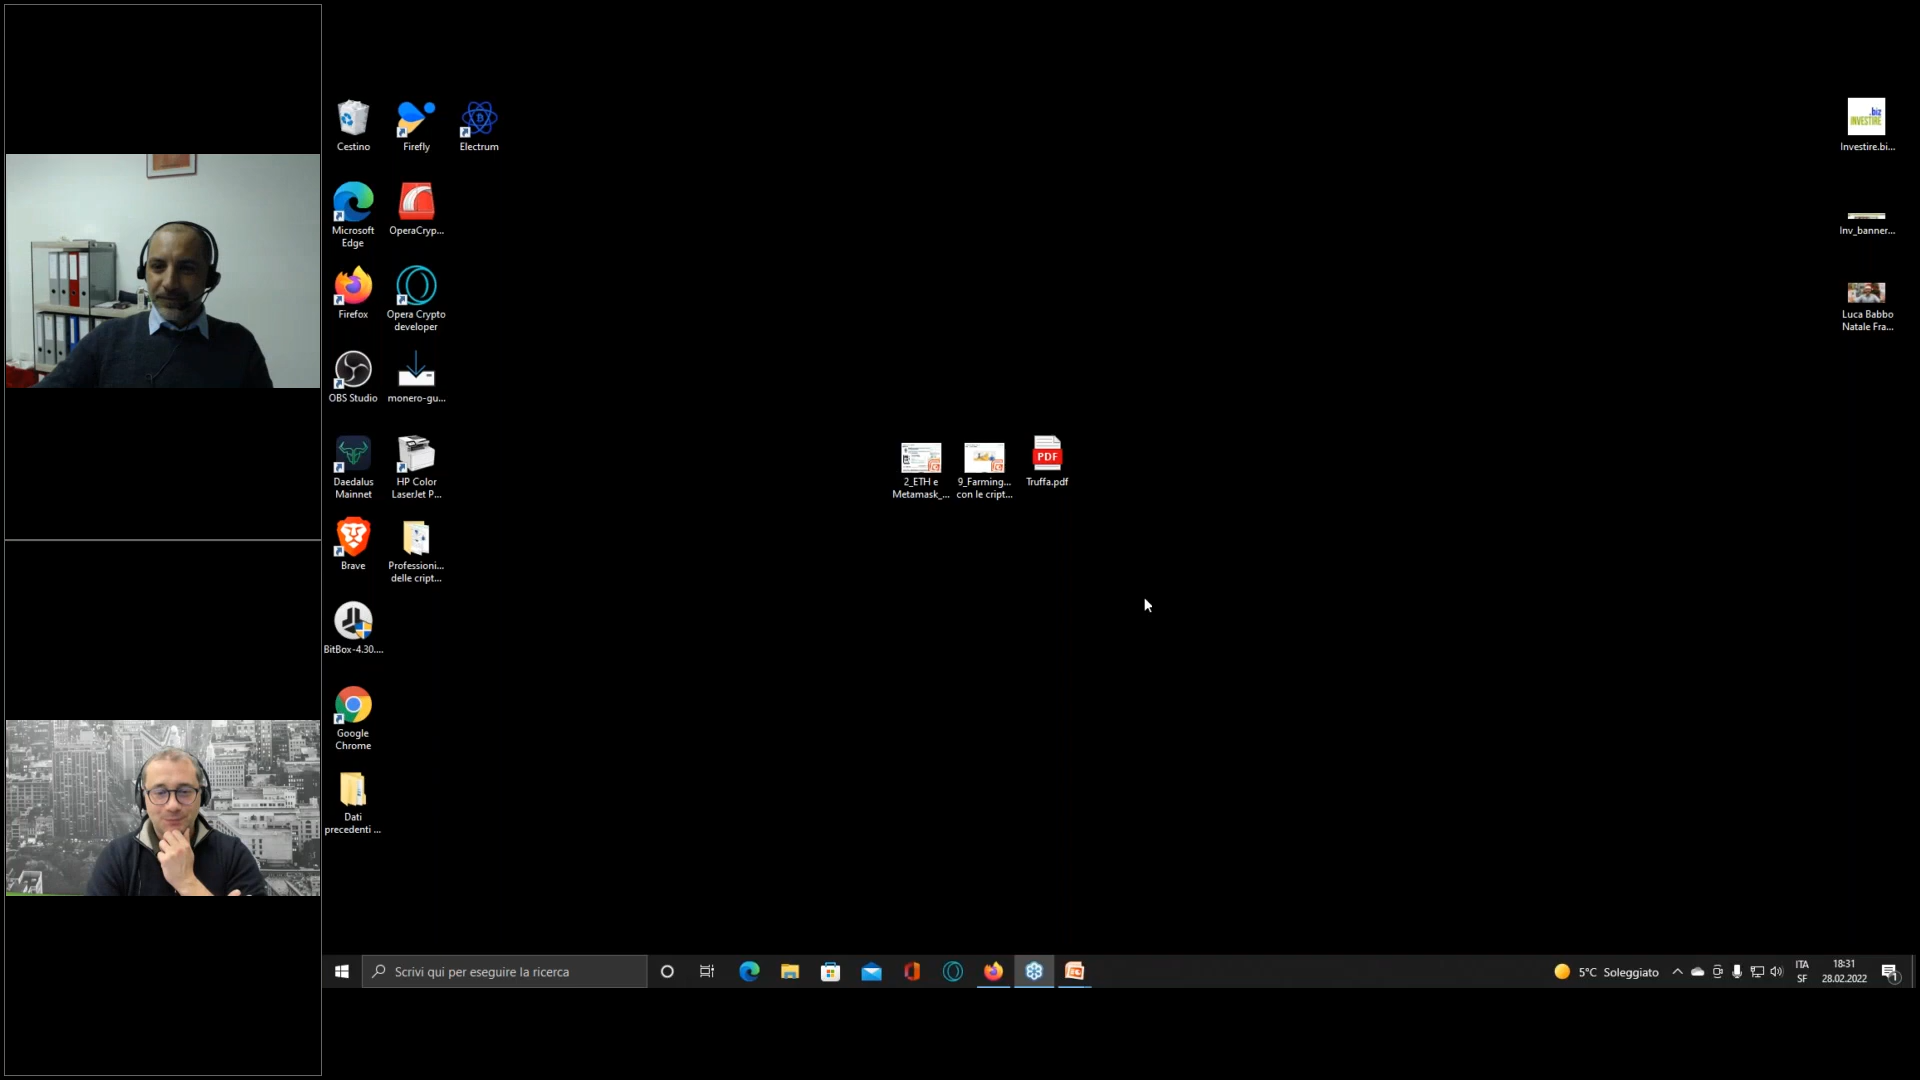 Cestino
Firefly
Electrum
.biz
INVESTIRE
Investire.bi...
Microsoft
Edge
OperaCryp...
Inv_banner...
Firefox
Opera Crypto
developer
Luca Babbo
Natale Fra...
OBS Studio
monero-gu...
Daedalus
Mainnet
HP Color
LaserJet P...
PDF
2_ETH e
Metamask_...
9_Farming...
con le cript...
Truffa.pdf
Brave
Professioni...
delle cript...
BitBox-4.30....
Google
Chrome
Dati
precedenti ...
Scrivi qui per eseguire la ricerca
5°C Soleggiato
ITA
SF
18:31
28.02.2022
1